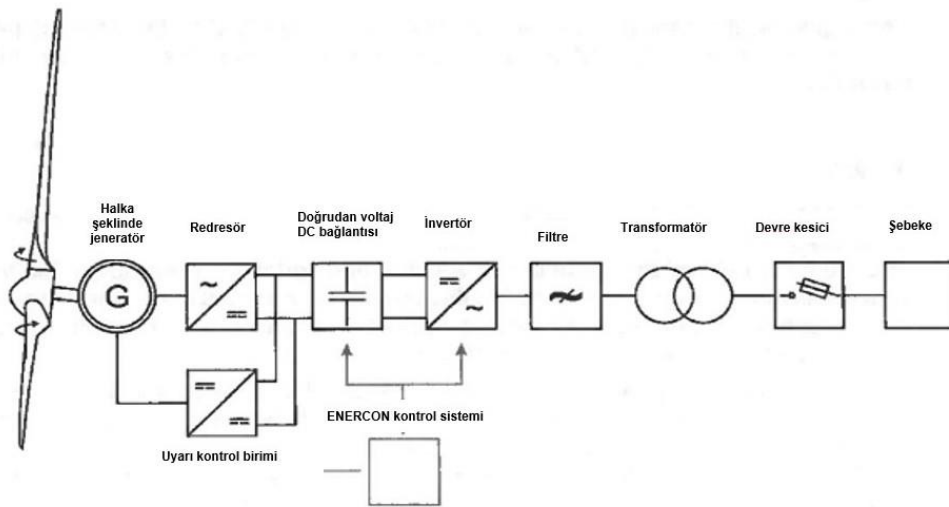 Halka
şeklinde
jeneratör
Redresör
Doğrudan voltaj
DC bağlantısı
İnvertör
Filtre
Transformatör
Devre kesici
Şebeke
G
ENERCON kontrol sistemi
Uyarı kontrol birimi